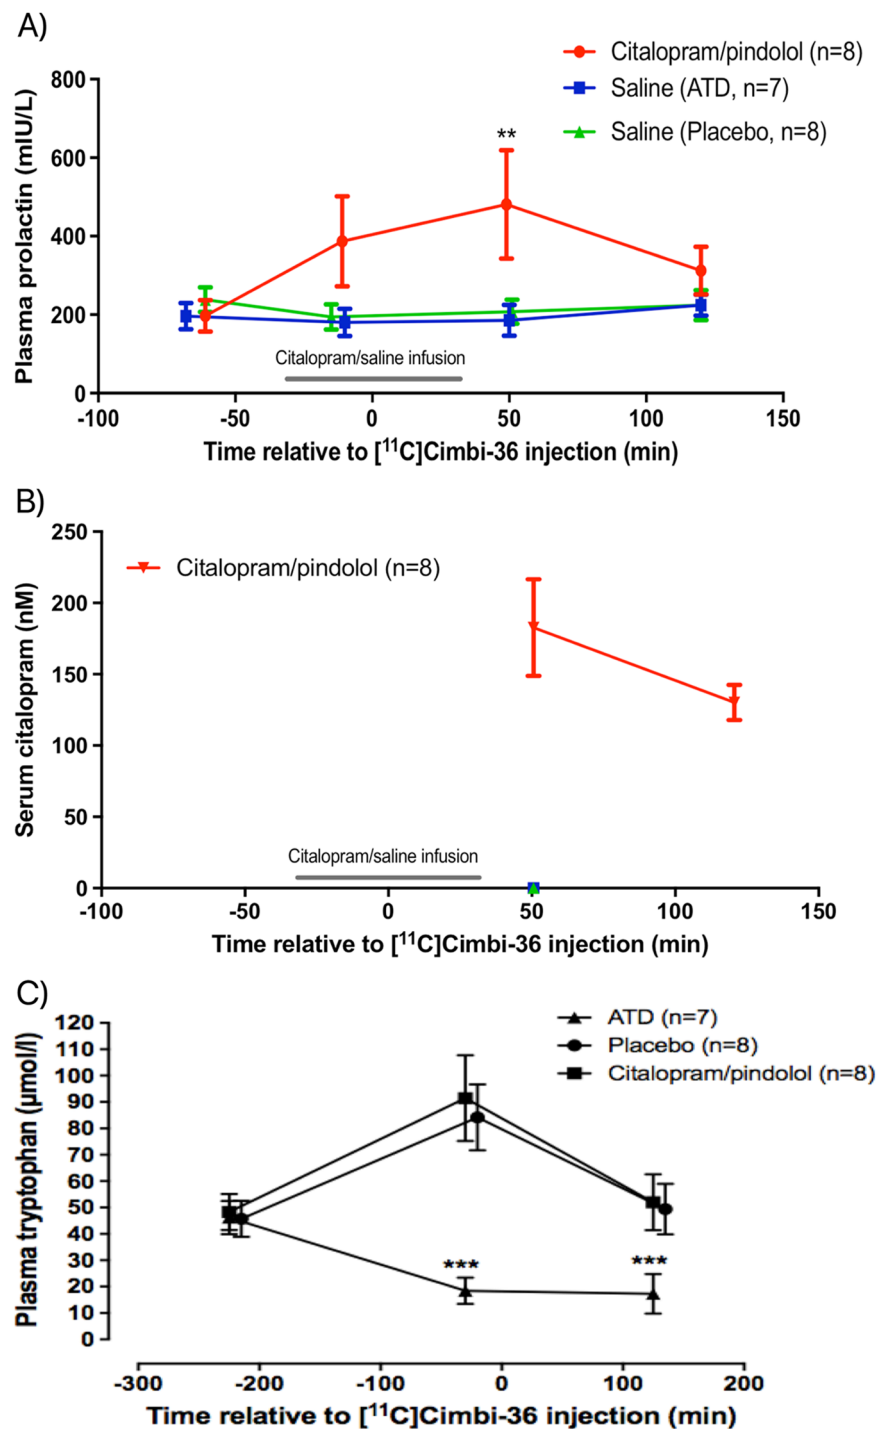 A)
Citalopram/pindolol (n=8)
Saline (ATD, n=7)
Saline (Placebo, n=8)
**
Plasma prolactin (mIU/L)
800
600
400
200
0
Citalopram/saline infusion
-100 -50 0 50 100 150
Time relative to [¹¹C]Cimbi-36 injection (min)
B)
Citalopram/pindolol (n=8)
Serum citalopram (nM)
250
200
150
100
50
0
Citalopram/saline infusion
-100 -50 0 50 100 150
Time relative to [¹¹C]Cimbi-36 injection (min)
C)
ATD (n=7)
Placebo (n=8)
Citalopram/pindolol (n=8)
Plasma tryptophan (µmol/l)
120
110
100
90
80
70
60
50
40
30
20
10
0
*** ***
-300 -200 -100 0 100 200
Time relative to [¹¹C]Cimbi-36 injection (min)